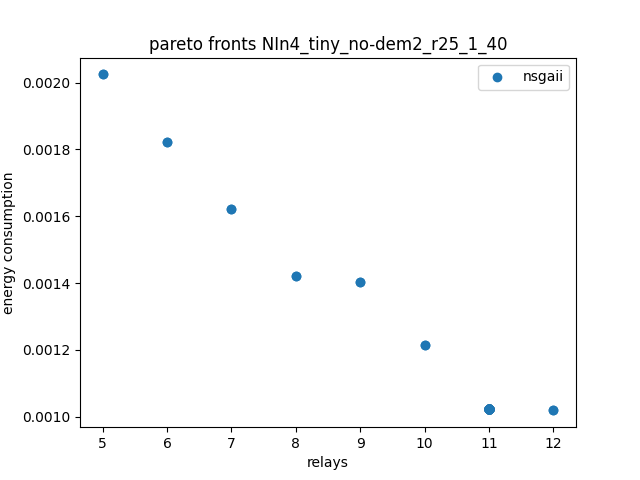 pareto fronts NIn4_tiny_no-dem2_r25_1_40
nsgaii
energy consumption
0.0020
0.0018
0.0016
0.0014
0.0012
0.0010
5 6 7 8 9 10 11 12
relays